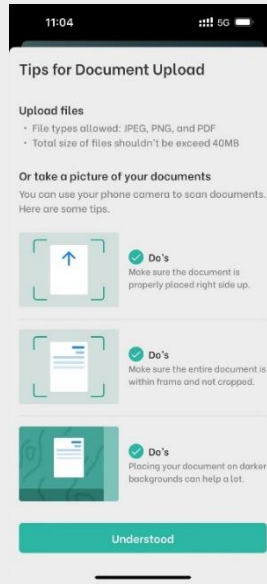 11:04
5G
Tips for Document Upload
Upload files
• File types allowed: JPEG, PNG, and PDF
• Total size of files shouldn't be exceed 40MB
Or take a picture of your documents
You can use your phone camera to scan documents.
Here are some tips.
Do's
Make sure the document is
properly placed right side up.
Do's
Make sure the entire document is
within frame and not cropped.
Do's
Placing your document on darker
backgrounds can help a lot.
Understood